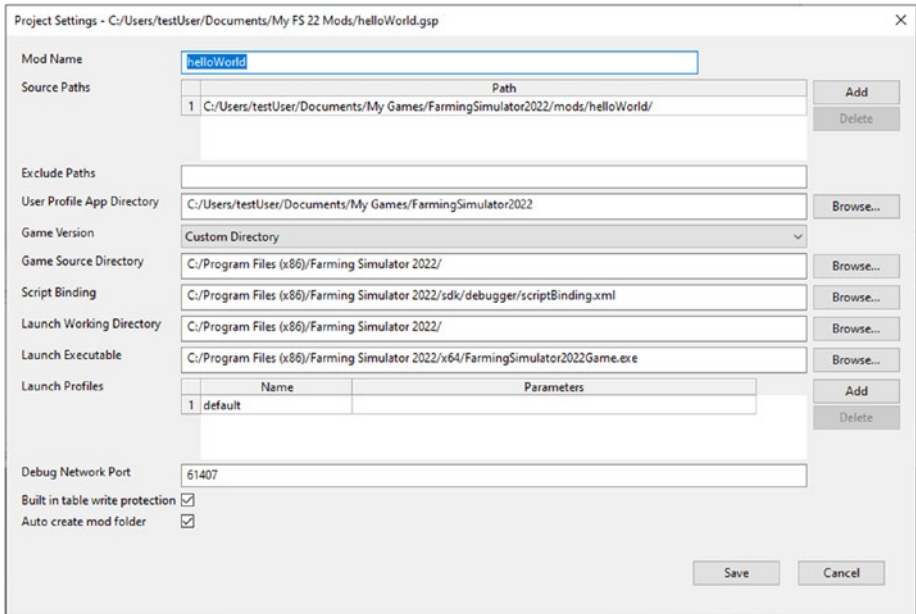 Project Settings - C:/Users/testUser/Documents/My FS 22 Mods/helloWorld.gsp
Mod Name helloWorld
Source Paths Path
1 C:/Users/testUser/Documents/My Games/FarmingSimulator2022/mods/helloWorld/ Add
Delete
Exclude Paths
User Profile App Directory C:/Users/testUser/Documents/My Games/FarmingSimulator2022 Browse...
Game Version Custom Directory
Game Source Directory C:/Program Files (x86)/Farming Simulator 2022/ Browse...
Script Binding C:/Program Files (x86)/Farming Simulator 2022/sdk/debugger/scriptBinding.xml Browse...
Launch Working Directory C:/Program Files (x86)/Farming Simulator 2022/ Browse...
Launch Executable C:/Program Files (x86)/Farming Simulator 2022/x64/FarmingSimulator2022Game.exe Browse...
Launch Profiles Name Parameters Add
1 default Delete
Debug Network Port 61407
Built in table write protection
Auto create mod folder
Save Cancel